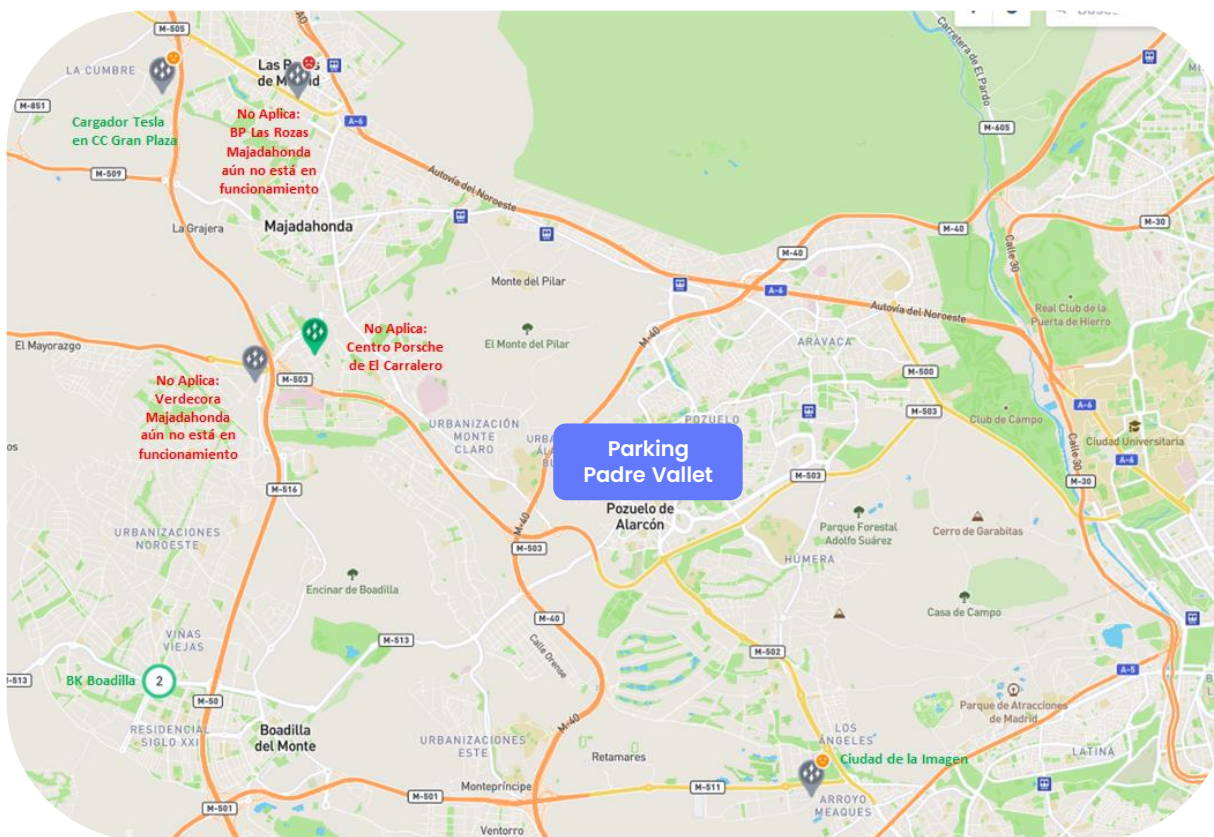 M-505
LA CUMBRE
Las
de M
M-851
Cargador Tesla
en CC Gran Plaza
No Aplica:
BP Las Rozas
Majadahonda
aún no está en
funcionamiento
A-6
M-509
Autovía del Noroeste
La Grajera
Majadahonda
Carretera de El Pardo
M-605
M-40
M-30
Calle 30
M-40
A-6
Autovía del Noroeste
Monte del Pilar
El Monte del Pilar
Real Club de la
Puerta de Hierro
El Mayorazgo
No Aplica:
Centro Porsche
de El Carralero
M-40
ARAVACA
M-500
M-503
No Aplica:
Verdecora
Majadahonda
aún no está en
funcionamiento
M-503
URBANIZACIÓN
MONTE
CLARO
POZUELO
Club de Campo
A-6
Ciudad Universitaria
A-6
Parking
Padre Vallet
M-503
M-30
Calle 30
M-516
Pozuelo de
Alarcón
Parque Forestal
Adolfo Suárez
Cerro de Garabitas
URBANIZACIONES
NOROESTE
M-40
M-503
HÚMERA
Encinar de Boadilla
Casa de Campo
M-40
VIÑAS
VIEJAS
M-513
Calle Orense
M-502
A-5
BK Boadilla
2
M-513
M-50
Parque de Atracciones
de Madrid
RESIDENCIAL
SIGLO XXI
Boadilla
del Monte
URBANIZACIONES
ESTE
M-40
Retamares
LOS
ÁNGELES
Ciudad de la Imagen
LATINA
Montepríncipe
M-511
M-501
M-501
ARROYO
MEAQUES
Ventorro